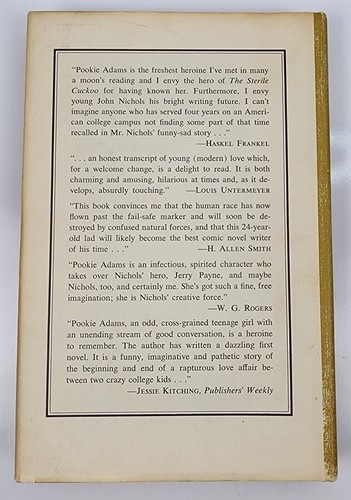 "Pookie Adams is the freshest heroine I've met in many
a moon's reading and I envy the hero of The Sterile
Cuckoo for having known her. Furthermore, I envy
young John Nichols his bright writing future. I can't
imagine anyone who has served four years on an Ameri-
can college campus not finding some part of that time
recalled in Mr. Nichols' funny-sad story . . ."
—HASKEL FRANKEL
". . . an honest transcript of young (modern) love which,
for a welcome change, is a delight to read. It is both
charming and amusing, hilarious at times and, as it de-
velops, absurdly touching." —LOUIS UNTERMEYER
"This book convinces me that the human race has now
flown past the fail-safe marker and will soon be de-
stroyed by confused natural forces, and that this 24-year-
old lad will likely become the best comic novel writer
of his time . . ." —H. ALLEN SMITH
"Pookie Adams is an infectious, spirited character who
takes over Nichols' hero, Jerry Payne, and maybe
Nichols, too, and certainly me. She's got such a fine, free
imagination; she is Nichols' creative force."
—W. G. ROGERS
"Pookie Adams, an odd, cross-grained teenage girl with
an unending stream of good conversation, is a heroine
to remember. The author has written a dazzling first
novel. It is a funny, imaginative and pathetic story of
the beginning and end of a rapturous love affair be-
tween two crazy college kids . . ."
—JESSIE KITCHING, Publishers' Weekly